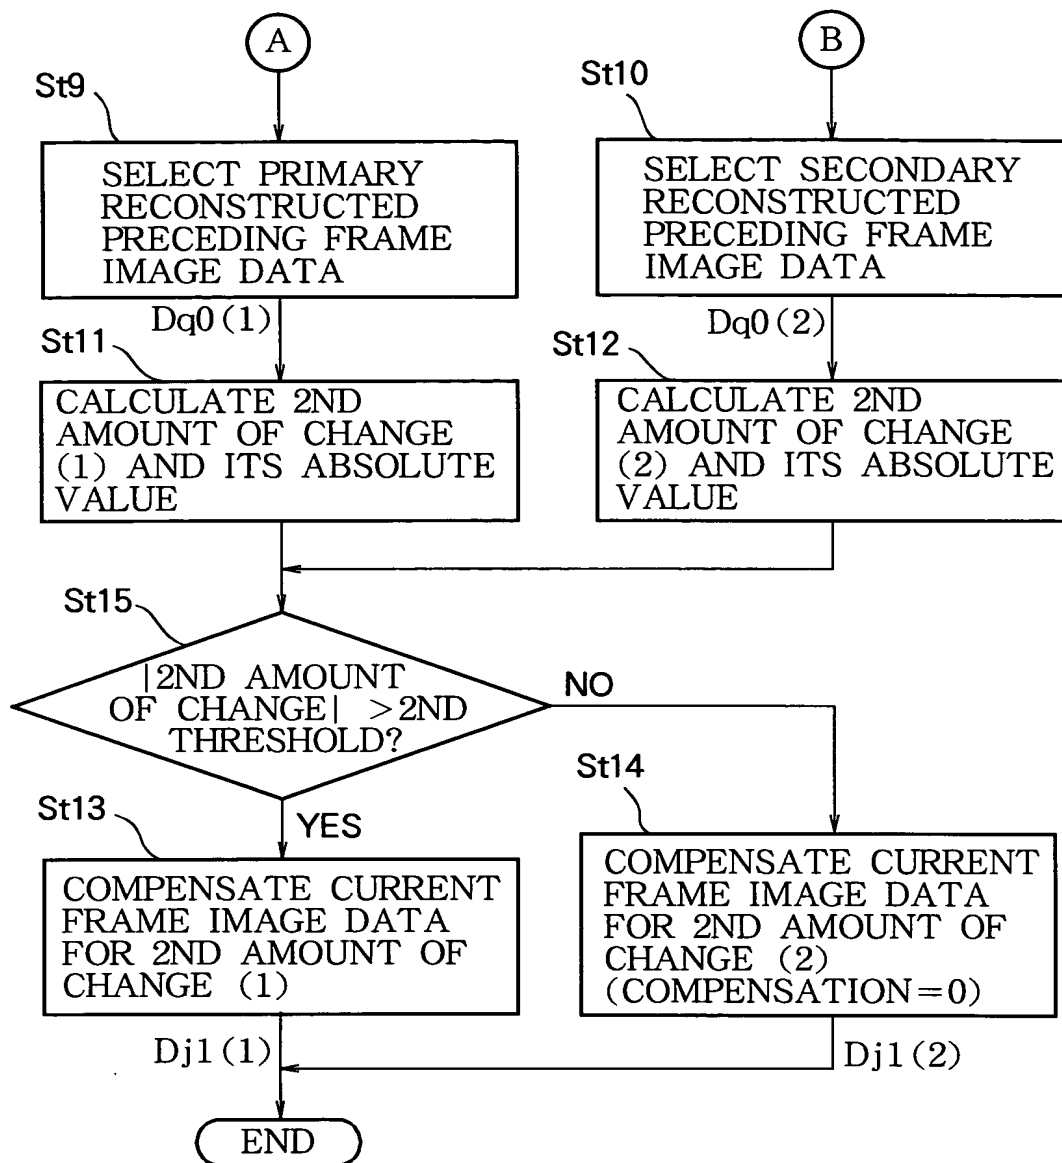 A
B
St9
St10
SELECT PRIMARY
RECONSTRUCTED
PRECEDING FRAME
IMAGE DATA
SELECT SECONDARY
RECONSTRUCTED
PRECEDING FRAME
IMAGE DATA
Dq0(1)
Dq0(2)
St11
St12
CALCULATE 2ND
AMOUNT OF CHANGE
(1) AND ITS ABSOLUTE
VALUE
CALCULATE 2ND
AMOUNT OF CHANGE
(2) AND ITS ABSOLUTE
VALUE
St15
|2ND AMOUNT
OF CHANGE| >2ND
THRESHOLD?
NO
YES
St13
St14
COMPENSATE CURRENT
FRAME IMAGE DATA
FOR 2ND AMOUNT OF
CHANGE (1)
COMPENSATE CURRENT
FRAME IMAGE DATA
FOR 2ND AMOUNT OF
CHANGE (2)
(COMPENSATION=0)
Dj1(1)
Dj1(2)
END